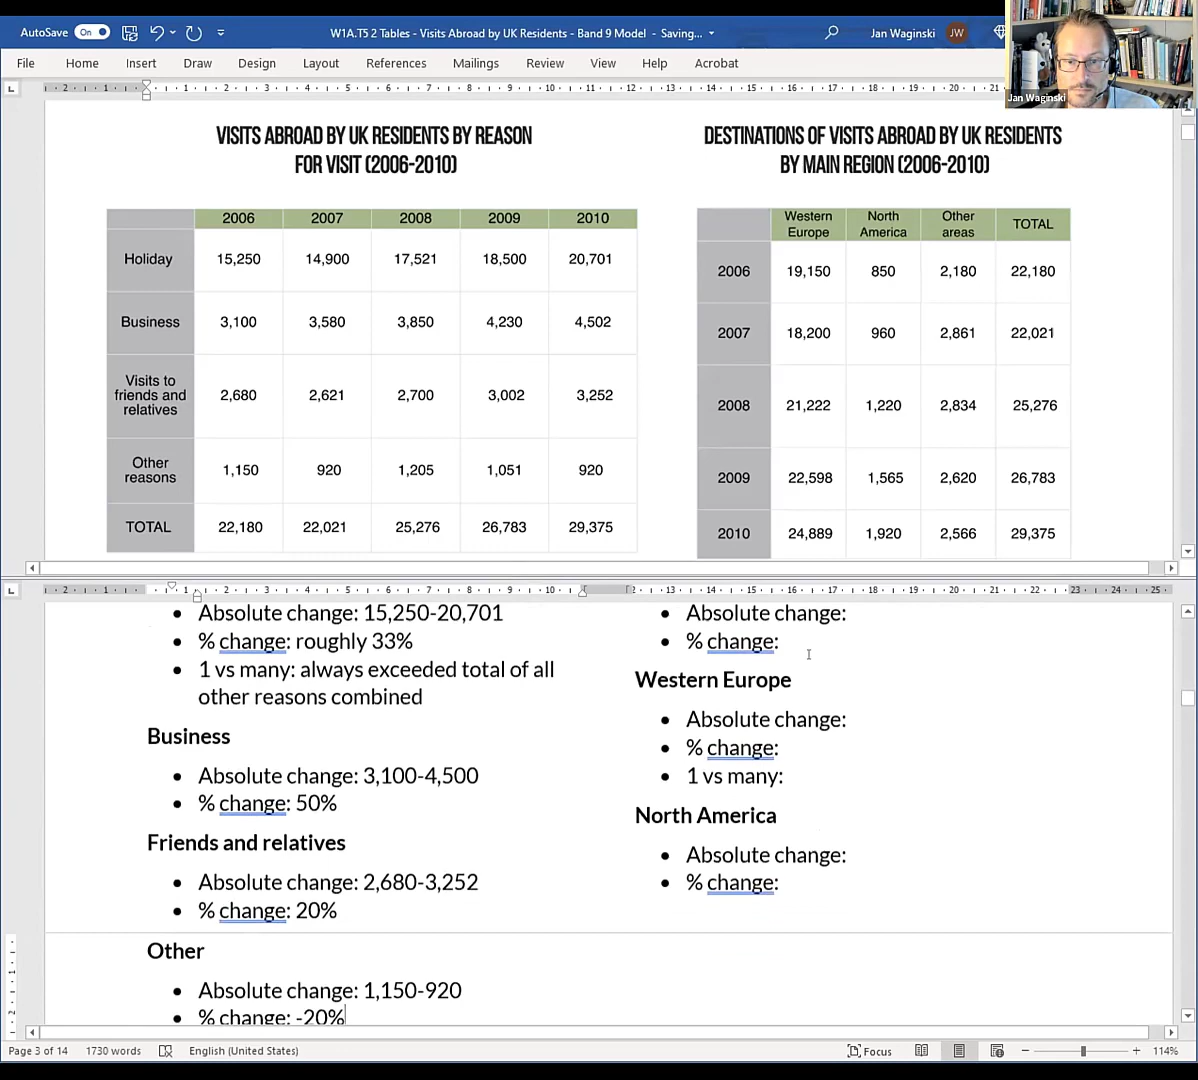 AutoSave On
W1A.T5 2 Tables - Visits Abroad by UK Residents - Band 9 Model - Saving...
Jan Waginski JW
Jan Waginski
File Home Insert Draw Design Layout References Mailings Review View Help Acrobat
VISITS ABROAD BY UK RESIDENTS BY REASON
FOR VISIT (2006-2010)
2006 2007 2008 2009 2010
Holiday 15,250 14,900 17,521 18,500 20,701
Business 3,100 3,580 3,850 4,230 4,502
Visits to
friends and
relatives 2,680 2,621 2,700 3,002 3,252
Other
reasons 1,150 920 1,205 1,051 920
TOTAL 22,180 22,021 25,276 26,783 29,375
DESTINATIONS OF VISITS ABROAD BY UK RESIDENTS
BY MAIN REGION (2006-2010)
Western
Europe
North
America
Other
areas
TOTAL
2006 19,150 850 2,180 22,180
2007 18,200 960 2,861 22,021
2008 21,222 1,220 2,834 25,276
2009 22,598 1,565 2,620 26,783
2010 24,889 1,920 2,566 29,375
• Absolute change: 15,250-20,701
• % change: roughly 33%
• 1 vs many: always exceeded total of all
other reasons combined
Business
• Absolute change: 3,100-4,500
• % change: 50%
Friends and relatives
• Absolute change: 2,680-3,252
• % change: 20%
Other
• Absolute change: 1,150-920
• % change: -20%
• Absolute change:
• % change:
Western Europe
• Absolute change:
• % change:
• 1 vs many:
North America
• Absolute change:
• % change:
Page 3 of 14 1730 words English (United States) Focus 114%